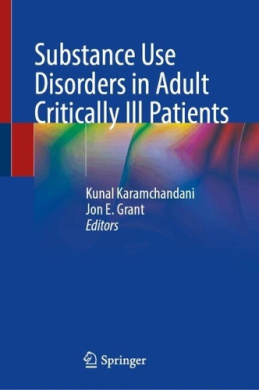 Substance Use
Disorders in Adult
Critically Ill Patients
Kunal Karamchandani
Jon E. Grant
Editors
Springer